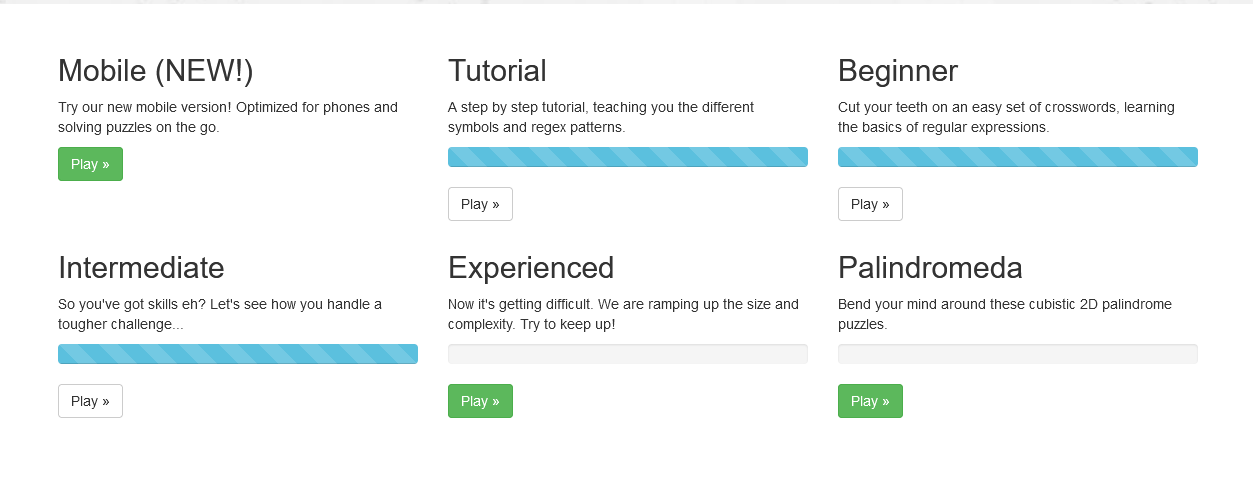 Mobile (NEW!)
Try our new mobile version! Optimized for phones and
solving puzzles on the go.
Play »
Tutorial
A step by step tutorial, teaching you the different
symbols and regex patterns.
Play »
Beginner
Cut your teeth on an easy set of crosswords, learning
the basics of regular expressions.
Play »
Intermediate
So you've got skills eh? Let's see how you handle a
tougher challenge...
Play »
Experienced
Now it's getting difficult. We are ramping up the size and
complexity. Try to keep up!
Play »
Palindromeda
Bend your mind around these cubistic 2D palindrome
puzzles.
Play »